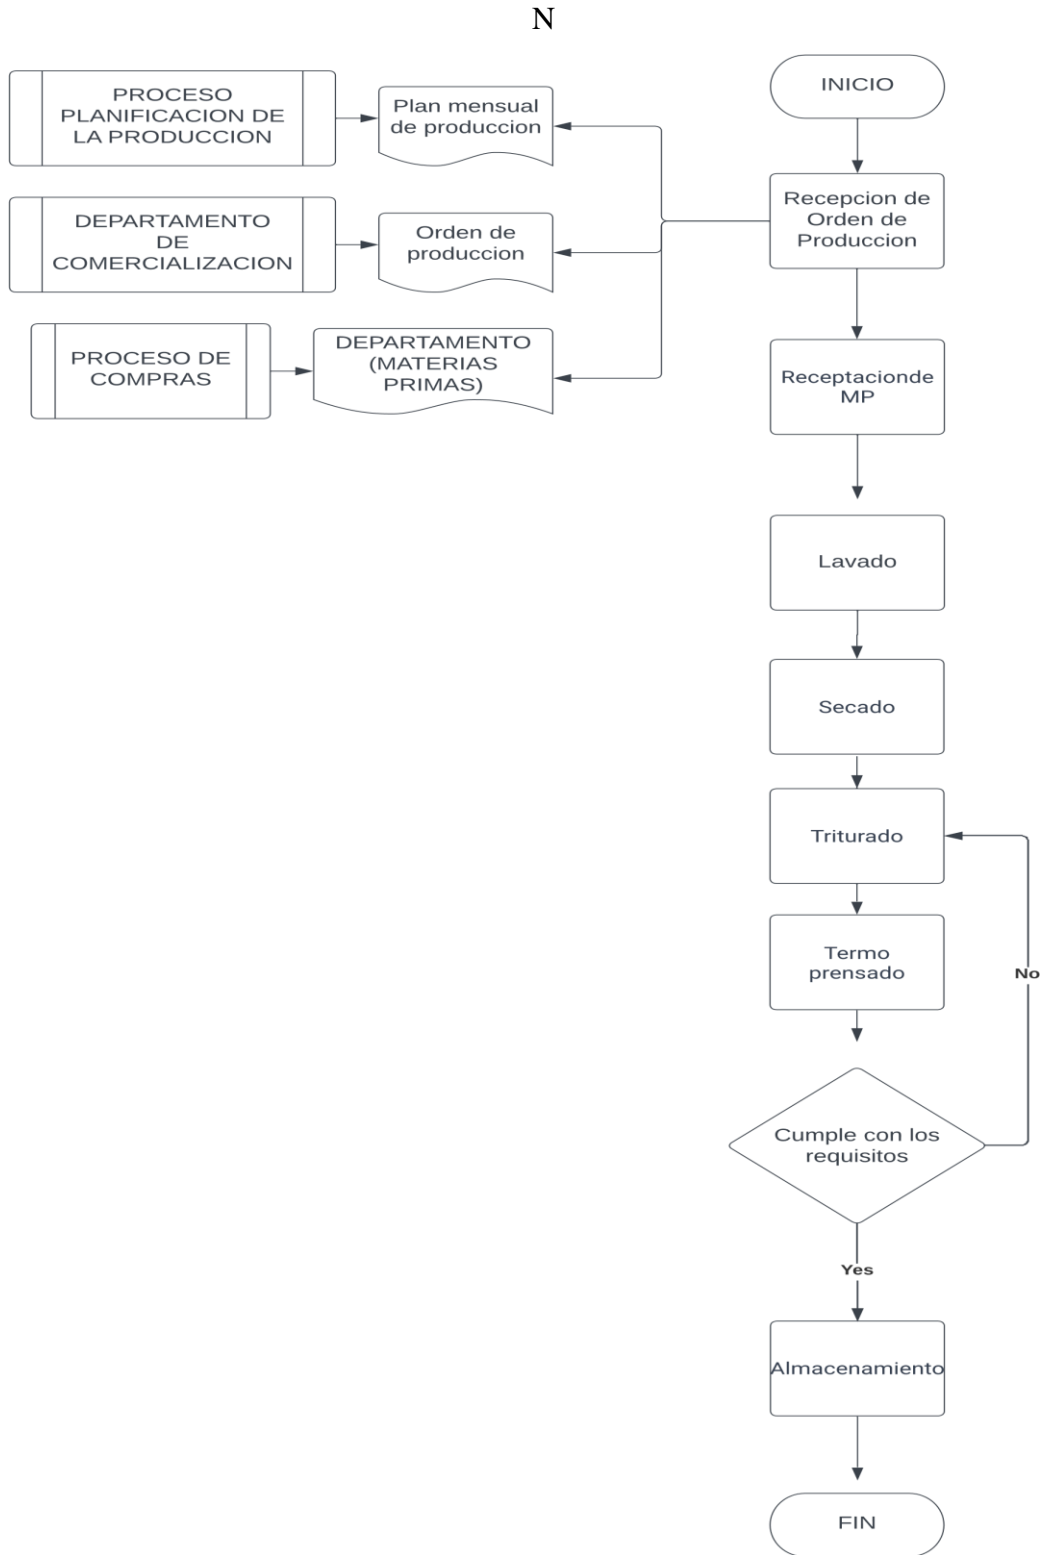 N
PROCESO
PLANIFICACION DE
LA PRODUCCION
Plan mensual
de produccion
INICIO
DEPARTAMENTO
DE
COMERCIALIZACION
Orden de
produccion
Recepcion de
Orden de
Produccion
PROCESO DE
COMPRAS
DEPARTAMENTO
(MATERIAS
PRIMAS)
Receptacionde
MP
Lavado
Secado
Triturado
Termo
prensado
No
Cumple con los
requisitos
Yes
Almacenamiento
FIN